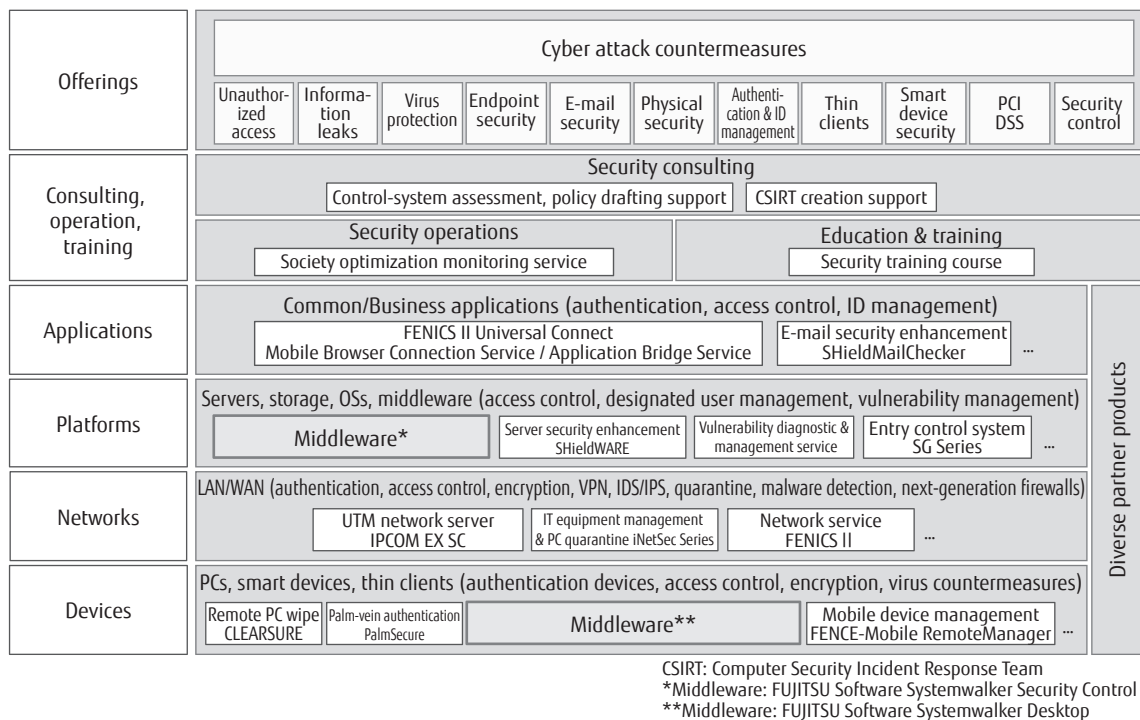 Offerings
Cyber attack countermeasures
Unauthor-
ized
access
Informa-
tion
leaks
Virus
protection
Endpoint
security
E-mail
security
Physical
security
Authenti-
cation & ID
management
Thin
clients
Smart
device
security
PCI
DSS
Security
control
Consulting,
operation,
training
Security consulting
Control-system assessment, policy drafting support
CSIRT creation support
Security operations
Society optimization monitoring service
Education & training
Security training course
Applications
Common/Business applications (authentication, access control, ID management)
FENICS II Universal Connect
Mobile Browser Connection Service / Application Bridge Service
E-mail security enhancement
SHieldMailChecker
...
Platforms
Servers, storage, OSs, middleware (access control, designated user management, vulnerability management)
Middleware*
Server security enhancement
SHieldWARE
Vulnerability diagnostic &
management service
Entry control system
SG Series
...
Networks
LAN/WAN (authentication, access control, encryption, VPN, IDS/IPS, quarantine, malware detection, next-generation firewalls)
UTM network server
IPCOM EX SC
IT equipment management
& PC quarantine iNetSec Series
Network service
FENICS II
...
Devices
PCs, smart devices, thin clients (authentication devices, access control, encryption, virus countermeasures)
Remote PC wipe
CLEARSURE
Palm-vein authentication
PalmSecure
Middleware**
Mobile device management
FENCE-Mobile RemoteManager
...
Diverse partner products
CSIRT: Computer Security Incident Response Team
*Middleware: FUJITSU Software Systemwalker Security Control
**Middleware: FUJITSU Software Systemwalker Desktop